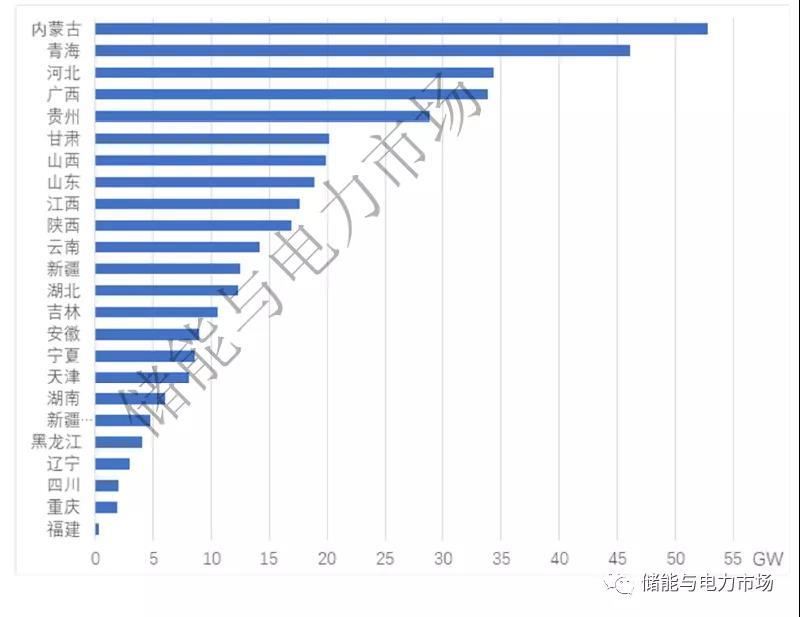 内蒙古
青海
河北
广西
贵州
甘肃
山西
山东
江西
陕西
云南
新疆
湖北
吉林
安徽
宁夏
天津
湖南
新疆…
黑龙江
辽宁
四川
重庆
福建
0 5 10 15 20 25 30 35 40 45 50 55 GW
储能与电力市场
储能与电力市场